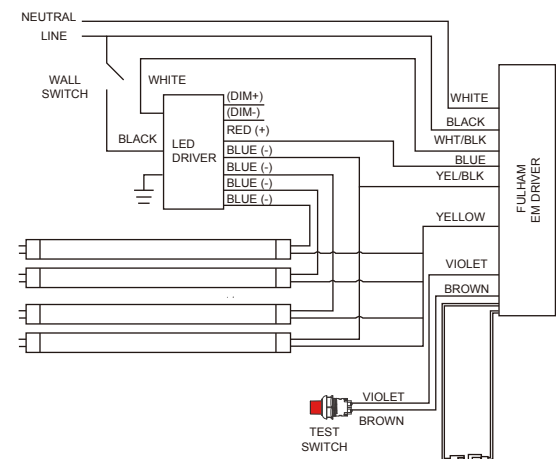 NEUTRAL
LINE
WALL
SWITCH
WHITE
BLACK
LED
DRIVER
(DIM+)
(DIM-)
RED (+)
BLUE (-)
BLUE (-)
BLUE (-)
BLUE (-)
WHITE
BLACK
WHT/BLK
BLUE
YEL/BLK
YELLOW
VIOLET
BROWN
FULHAM
EM DRIVER
VIOLET
BROWN
TEST
SWITCH